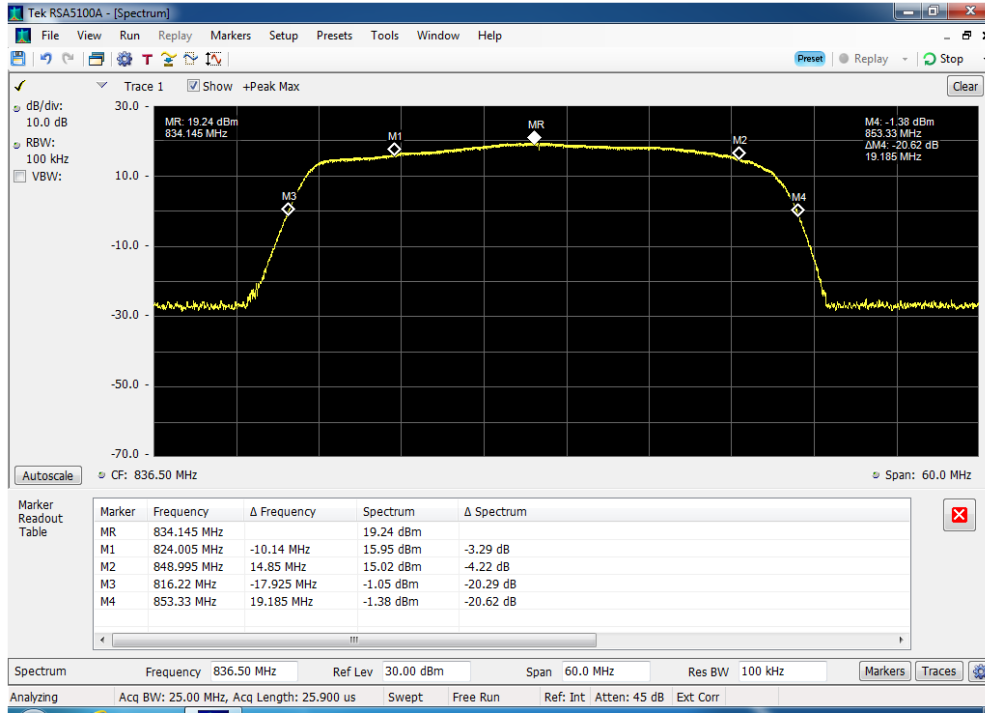 Tek RSA5100A - [Spectrum]
File View Run Replay Markers Setup Presets Tools Window Help
T Preset Replay Stop
Trace 1 Show +Peak Max Clear
dB/div:
10.0 dB
RBW:
100 kHz
VBW:
30.0
10.0
-10.0
-30.0
-50.0
-70.0
MR: 19.24 dBm
834.145 MHz
M1
MR
M2
M3
M4
M4: -1.38 dBm
853.33 MHz
ΔM4: -20.62 dB
19.185 MHz
Autoscale CF: 836.50 MHz Span: 60.0 MHz
Marker
Readout
Table
Marker Frequency Δ Frequency Spectrum Δ Spectrum
MR 834.145 MHz 19.24 dBm
M1 824.005 MHz -10.14 MHz 15.95 dBm -3.29 dB
M2 848.995 MHz 14.85 MHz 15.02 dBm -4.22 dB
M3 816.22 MHz -17.925 MHz -1.05 dBm -20.29 dB
M4 853.33 MHz 19.185 MHz -1.38 dBm -20.62 dB
Spectrum Frequency 836.50 MHz Ref Lev 30.00 dBm Span 60.0 MHz Res BW 100 kHz Markers Traces
Analyzing Acq BW: 25.00 MHz, Acq Length: 25.900 us Swept Free Run Ref: Int Atten: 45 dB Ext Corr